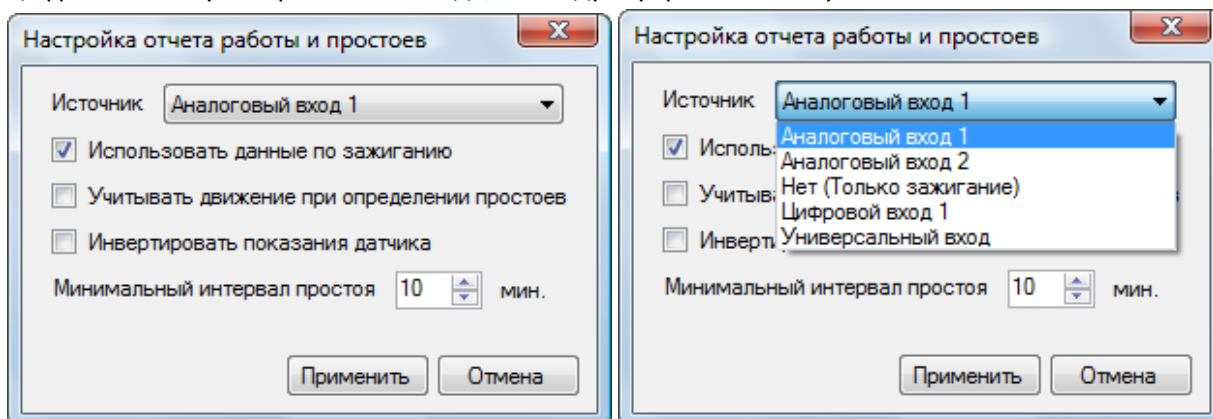 Настройка отчета работы и простоев
Источник Аналоговый вход 1
Использовать данные по зажиганию
Учитывать движение при определении простоев
Инвертировать показания датчика
Минимальный интервал простоя 10 мин.
Применить Отмена
Настройка отчета работы и простоев
Источник Аналоговый вход 1
Аналоговый вход 1
Аналоговый вход 2
Нет (Только зажигание)
Цифровой вход 1
Универсальный вход
Минимальный интервал простоя 10 мин.
Применить Отмена